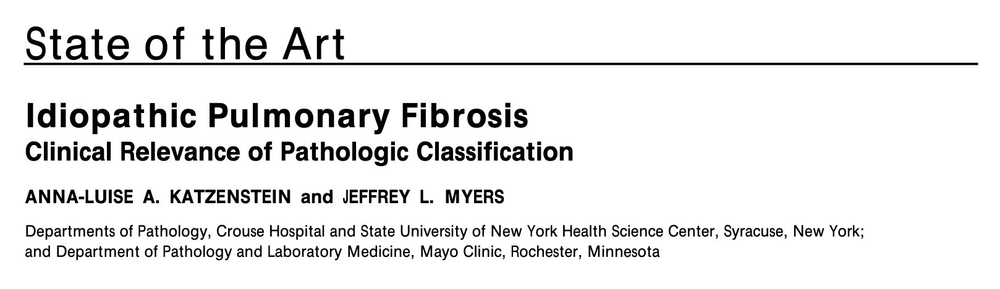 State of the Art
Idiopathic Pulmonary Fibrosis
Clinical Relevance of Pathologic Classification
ANNA-LUISE A. KATZENSTEIN and JEFFREY L. MYERS
Departments of Pathology, Crouse Hospital and State University of New York Health Science Center, Syracuse, New York;
and Department of Pathology and Laboratory Medicine, Mayo Clinic, Rochester, Minnesota